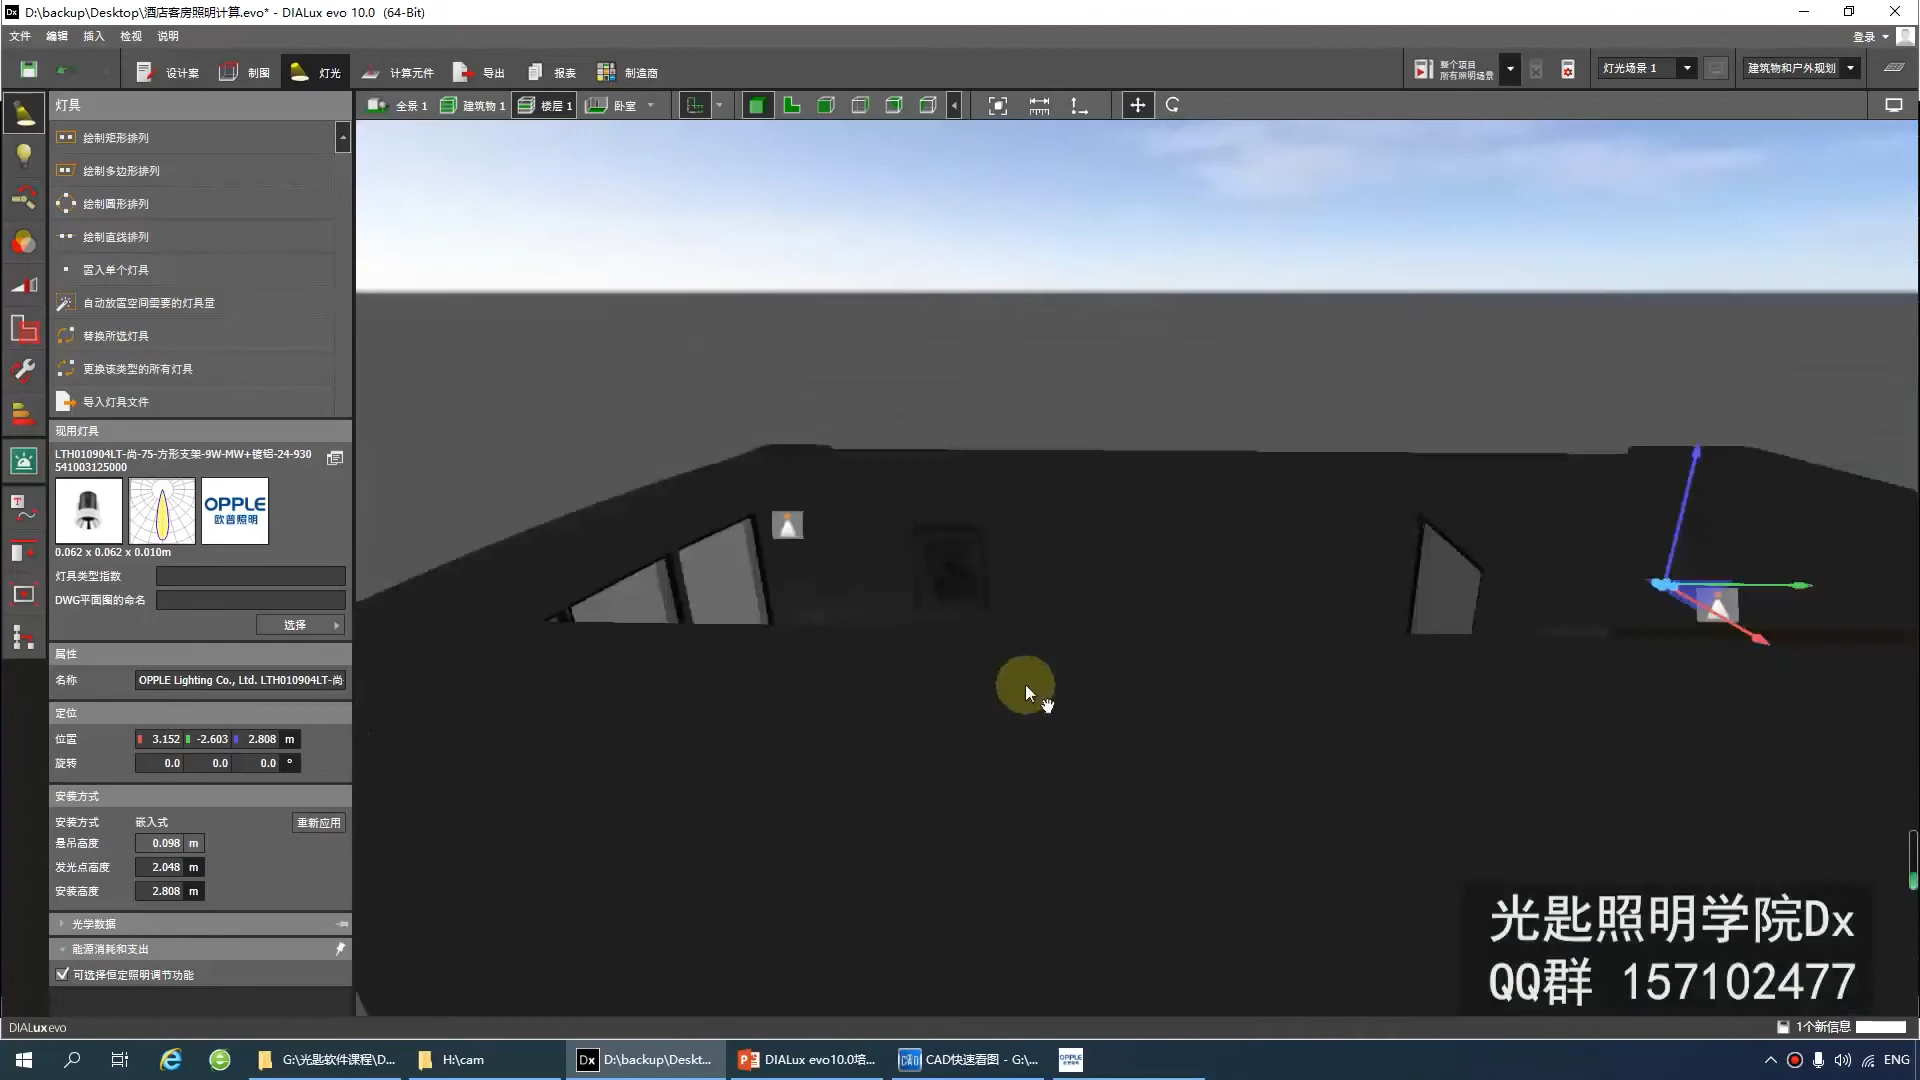 D:\backup\Desktop\酒店客房照明计算.evo* - DIALux evo 10.0 (64-Bit)
文件 编辑 插入 检视 说明
登录
设计案 制图 灯光 计算元件 导出 报表 制造商
整个项目
所有照明场景
灯光场景 1
建筑物和户外规划
灯具
全景 1 建筑物 1 楼层 1 卧室
绘制矩形排列
绘制多边形排列
绘制圆形排列
绘制直线排列
置入单个灯具
自动放置空间需要的灯具量
替换所选灯具
更换该类型的所有灯具
导入灯具文件
现用灯具
LTH010904LT-尚-75-方形支架-9W-MW+镀铝-24-930
541003125000
OPPLE
欧普照明
0.062 x 0.062 x 0.010m
灯具类型指数
DWG平面图的命名
选择
属性
名称 OPPLE Lighting Co., Ltd. LTH010904LT-尚
定位
位置 3.152 -2.603 2.808 m
旋转 0.0 0.0 0.0 °
安装方式
安装方式 嵌入式 重新应用
悬吊高度 0.098 m
发光点高度 2.048 m
安装高度 2.808 m
光学数据
能源消耗和支出
可选择恒定照明调节功能
光匙照明学院Dx
QQ群 157102477
DIALux evo
1个新信息
G:\光匙软件课程\D... H:\cam Dx D:\backup\Deskt... DIALux evo10.0培... CAD CAD快速看图 - G:\... OPPLE ENG